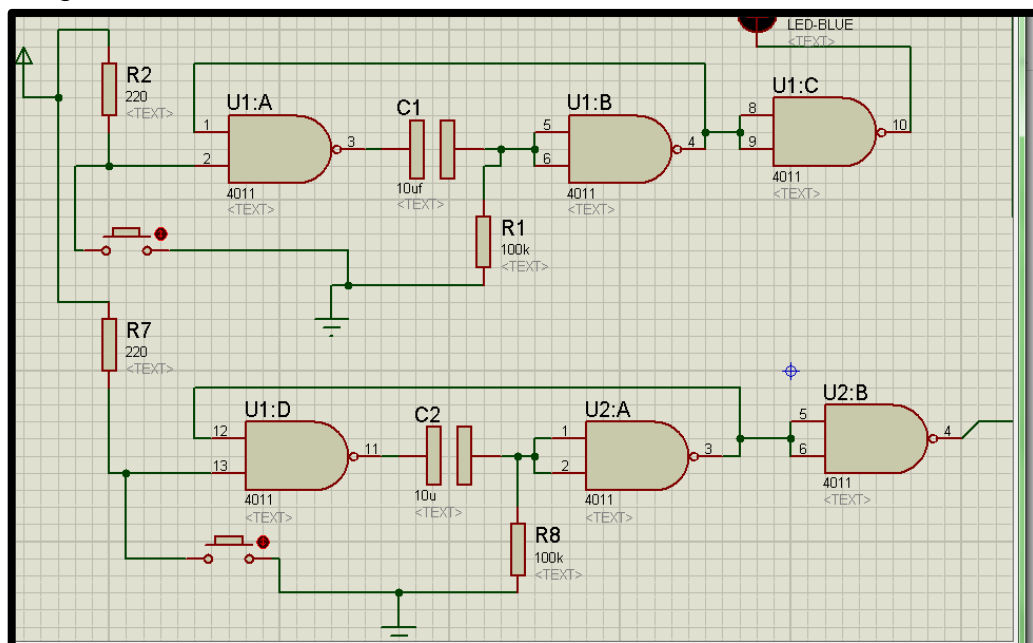 LED-BLUE
<TEXT>
R2
220
<TEXT>
U1:A
1
2
3
4011
<TEXT>
C1
10uf
<TEXT>
U1:B
5
6
4
4011
<TEXT>
U1:C
8
9
10
4011
<TEXT>
R1
100k
<TEXT>
R7
220
<TEXT>
U1:D
12
13
11
4011
<TEXT>
C2
10u
<TEXT>
U2:A
1
2
3
4011
<TEXT>
U2:B
5
6
4
4011
<TEXT>
R8
100k
<TEXT>